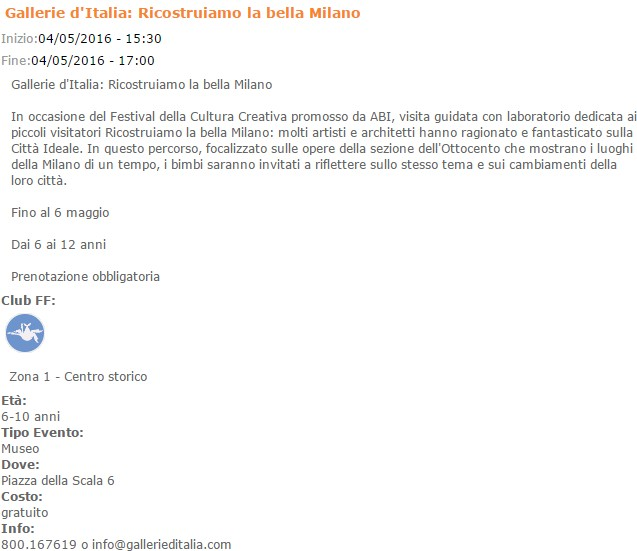 Gallerie d'Italia: Ricostruiamo la bella Milano
Inizio:04/05/2016 - 15:30
Fine:04/05/2016 - 17:00
Gallerie d'Italia: Ricostruiamo la bella Milano
In occasione del Festival della Cultura Creativa promosso da ABI, visita guidata con laboratorio dedicata ai
piccoli visitatori Ricostruiamo la bella Milano: molti artisti e architetti hanno ragionato e fantasticato sulla
Città Ideale. In questo percorso, focalizzato sulle opere della sezione dell'Ottocento che mostrano i luoghi
della Milano di un tempo, i bimbi saranno invitati a riflettere sullo stesso tema e sui cambiamenti della
loro città.
Fino al 6 maggio
Dai 6 ai 12 anni
Prenotazione obbligatoria
Club FF:
Zona 1 - Centro storico
Età:
6-10 anni
Tipo Evento:
Museo
Dove:
Piazza della Scala 6
Costo:
gratuito
Info:
800.167619 o info@gallerieditalia.com